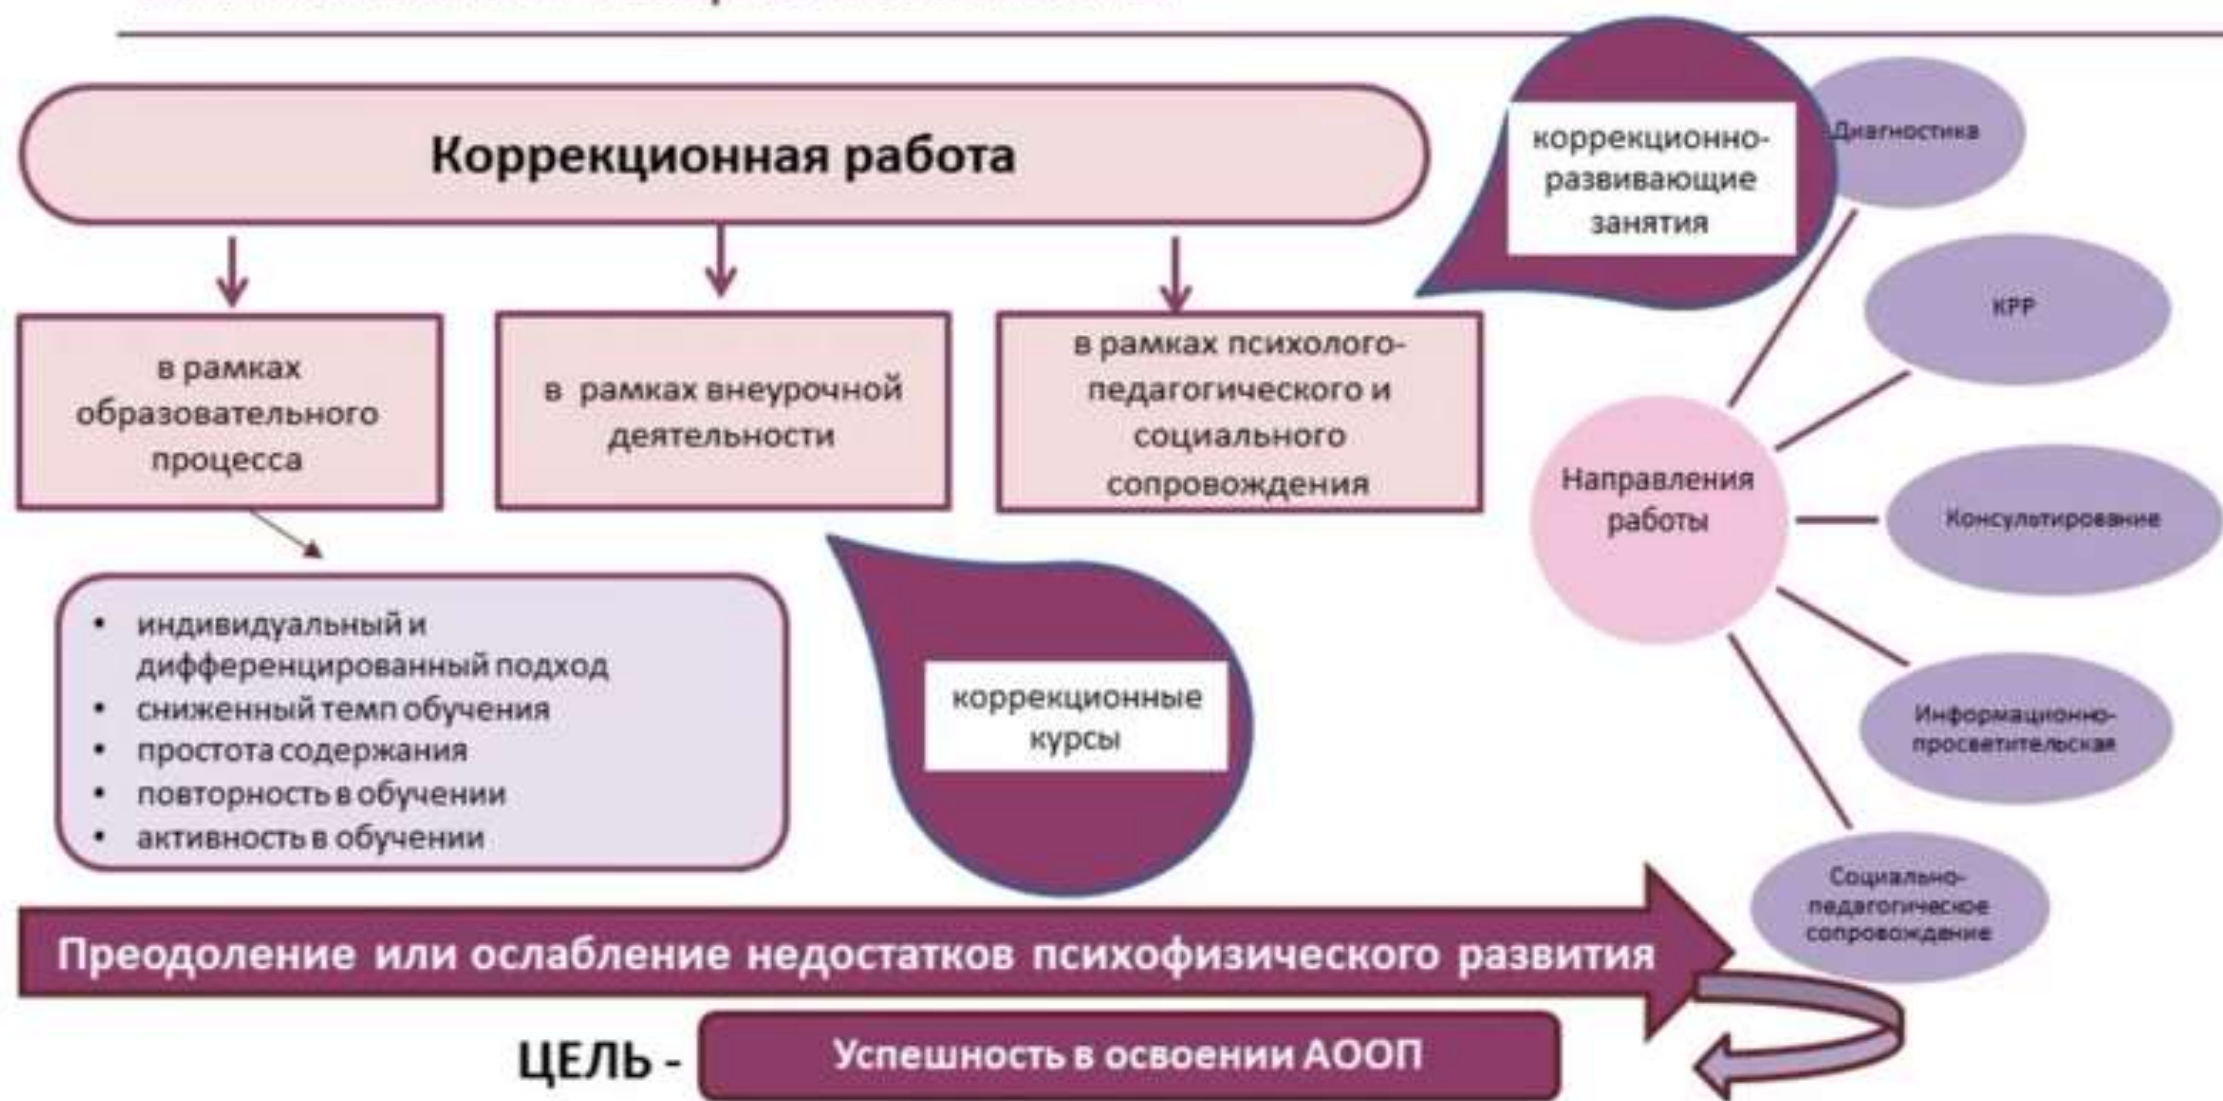 Коррекционная работа
в рамках
образовательного
процесса
в рамках внеурочной
деятельности
в рамках психолого-
педагогического и
социального
сопровождения
коррекционно-
развивающие
занятия
• индивидуальный и
дифференцированный подход
• сниженный темп обучения
• простота содержания
• повторность в обучении
• активность в обучении
коррекционные
курсы
Направления
работы
Диагностика
КРР
Консультирование
Информационно-
просветительская
Социально-
педагогическое
сопровождение
Преодоление или ослабление недостатков психофизического развития
ЦЕЛЬ - Успешность в освоении АООП